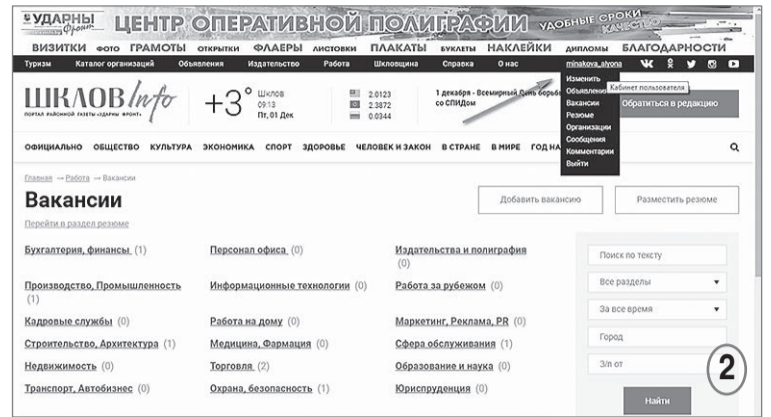 УДАРНЫ фронт ЦЕНТР ОПЕРАТИВНОЙ ПОЛИГРАФИИ УДОБНЫЕ СРОКИ КАЧЕСТВО
ВИЗИТКИ ФОТО ГРАМОТЫ ОТКРЫТКИ ФЛАЕРЫ ЛИСТОВКИ ПЛАКАТЫ БУКЛЕТЫ НАКЛЕЙКИ ДИПЛОМЫ БЛАГОДАРНОСТИ
Туризм Каталог организаций Объявления Издательство Работа Шкловщина Справка О нас minakova_alyona
Изменить
Объявления Кабинет пользователя
Вакансии
Резюме
Организации
Сообщения
Комментарии
Выйти
ШКЛОВ Info
ПОРТАЛ РАЙОННОЙ ГАЗЕТЫ «УДАРНЫ ФРОНТ»
+3°
Шклов
09:13
Пт, 01 Дек
2.0123
2.3872
0.0344
1 декабря - Всемирный День борьбы
со СПИДом
Обратиться в редакцию
ОФИЦИАЛЬНО ОБЩЕСТВО КУЛЬТУРА ЭКОНОМИКА СПОРТ ЗДОРОВЬЕ ЧЕЛОВЕК И ЗАКОН В СТРАНЕ В МИРЕ ГОД НА
Главная → Работа → Вакансии
Вакансии
Добавить вакансию Разместить резюме
Перейти в раздел резюме
Бухгалтерия, финансы (1) Персонал офиса (0) Издательства и полиграфия
(0)
Производство, Промышленность Информационные технологии (0) Работа за рубежом (0)
(1)
Кадровые службы (0) Работа на дому (0) Маркетинг, Реклама, PR (0)
Строительство, Архитектура (1) Медицина, Фармация (0) Сфера обслуживания (1)
Недвижимость (0) Торговля (2) Образование и наука (0)
Транспорт, Автобизнес (0) Охрана, безопасность (1) Юриспруденция (0)
Поиск по тексту
Все разделы
За все время
Город
З/п от
Найти
2